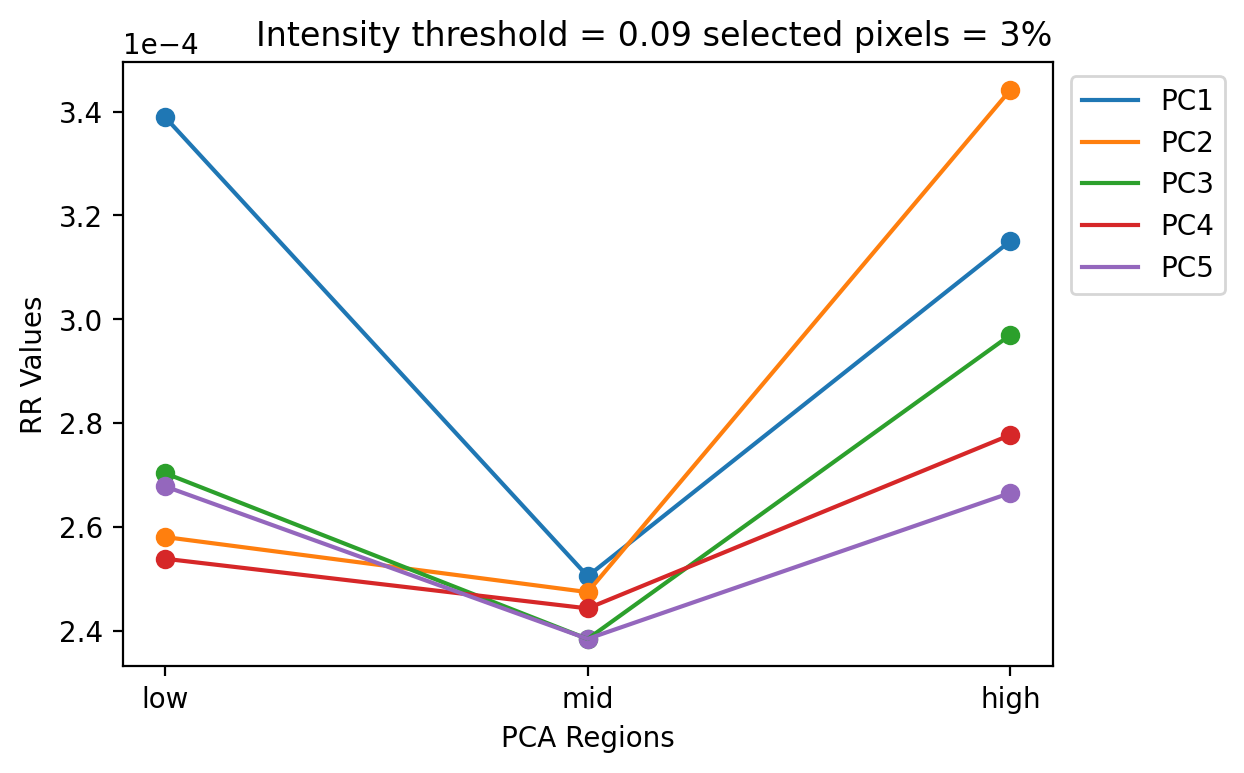 Intensity threshold = 0.09 selected pixels = 3%
1e−4
3.4
3.2
3.0
2.8
2.6
2.4
RR Values
low
mid
high
PCA Regions
PC1
PC2
PC3
PC4
PC5